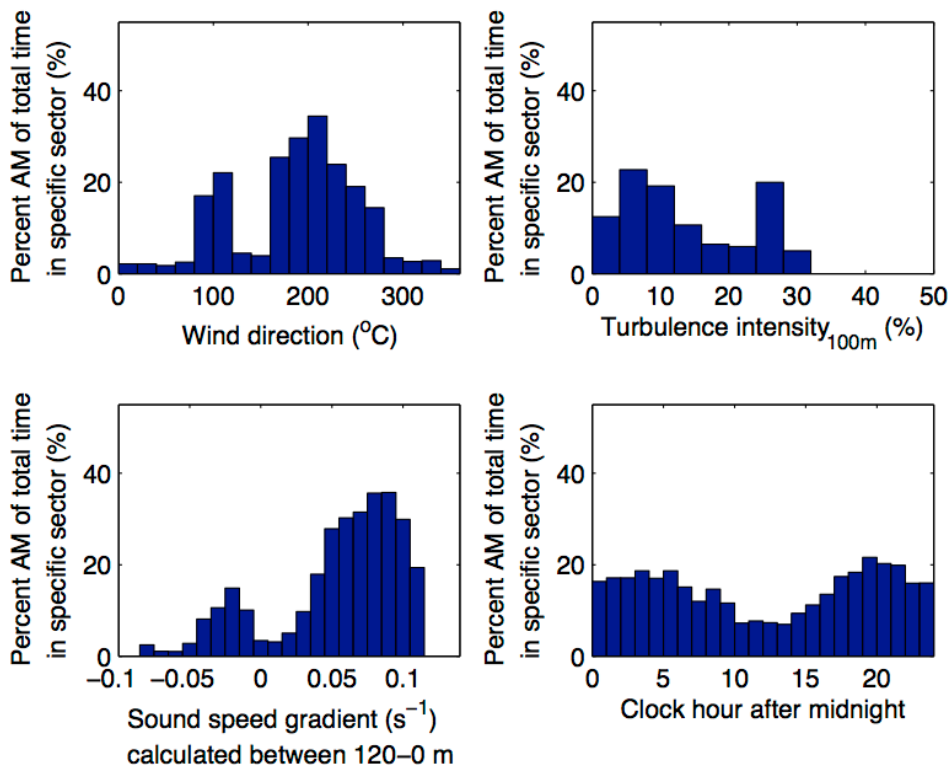 Percent AM of total time
in specific sector (%)
40
20
0
0 100 200 300
Wind direction (°C)
Percent AM of total time
in specific sector (%)
40
20
0
0 10 20 30 40 50
Turbulence intensity100m (%)
Percent AM of total time
in specific sector (%)
40
20
0
−0.1 −0.05 0 0.05 0.1
Sound speed gradient (s−1)
calculated between 120−0 m
Percent AM of total time
in specific sector (%)
40
20
0
0 5 10 15 20
Clock hour after midnight